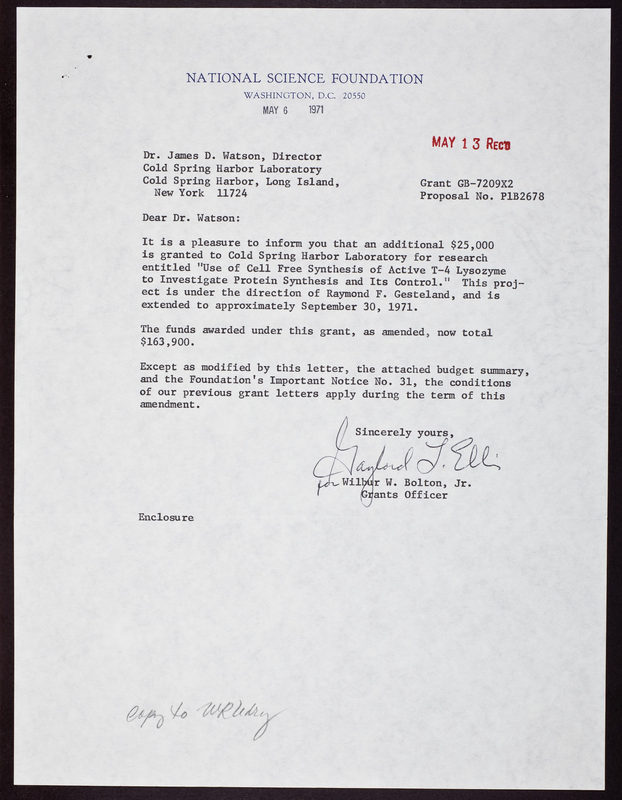 NATIONAL SCIENCE FOUNDATION
WASHINGTON, D.C. 20550
MAY 6 1971
MAY 13 REC'D
Dr. James D. Watson, Director
Cold Spring Harbor Laboratory
Cold Spring Harbor, Long Island,
New York 11724
Grant GB-7209X2
Proposal No. P1B2678
Dear Dr. Watson:
It is a pleasure to inform you that an additional $25,000
is granted to Cold Spring Harbor Laboratory for research
entitled "Use of Cell Free Synthesis of Active T-4 Lysozyme
to Investigate Protein Synthesis and Its Control." This proj-
ect is under the direction of Raymond F. Gesteland, and is
extended to approximately September 30, 1971.
The funds awarded under this grant, as amended, now total
$163,900.
Except as modified by this letter, the attached budget summary,
and the Foundation's Important Notice No. 31, the conditions
of our previous grant letters apply during the term of this
amendment.
Sincerely yours,
Gaylord L. Ellis
for Wilbur W. Bolton, Jr.
Grants Officer
Enclosure
copy to WR Udry